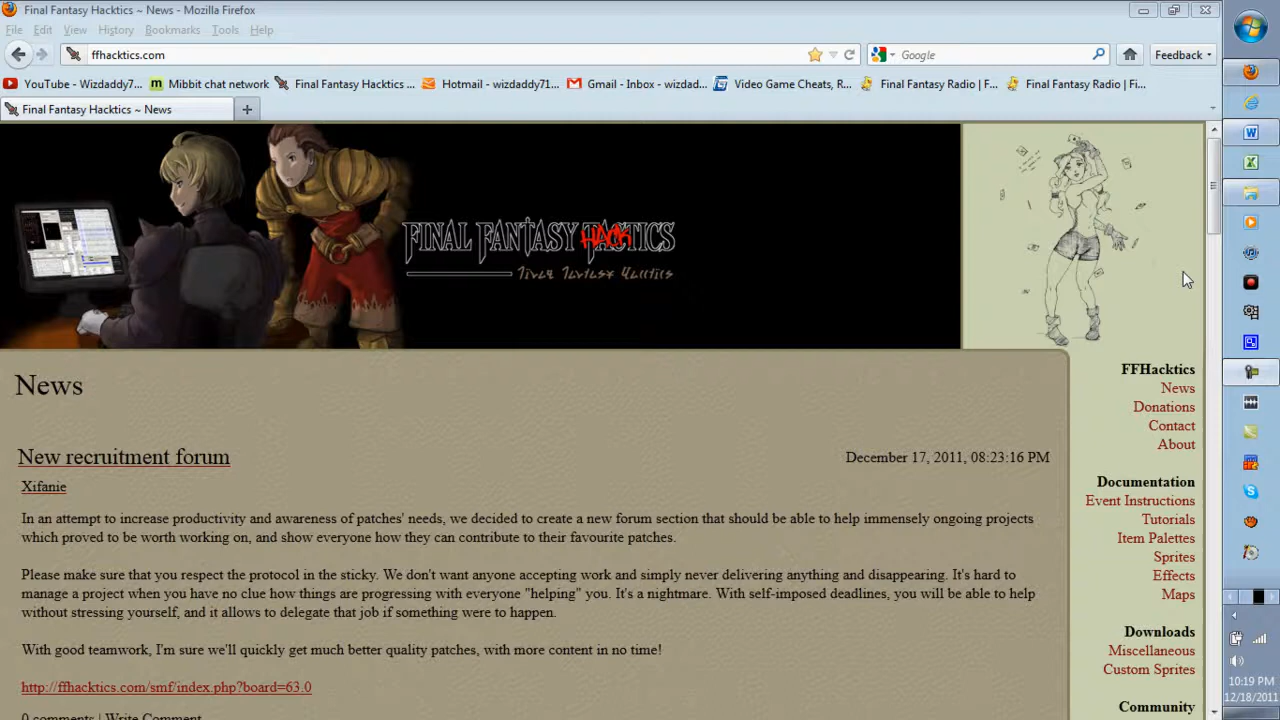 Final Fantasy Hacktics ~ News - Mozilla Firefox
File Edit View History Bookmarks Tools Help
ffhacktics.com
Google
Feedback
YouTube - Wizdaddy7...
Mibbit chat network
Final Fantasy Hacktics ...
Hotmail - wizdaddy71...
Gmail - Inbox - wizdad...
Video Game Cheats, R...
Final Fantasy Radio | F...
Final Fantasy Radio | Fi...
Final Fantasy Hacktics ~ News
FINAL FANTASY HACKTICS
News
New recruitment forum
December 17, 2011, 08:23:16 PM
Xifanie
In an attempt to increase productivity and awareness of patches' needs, we decided to create a new forum section that should be able to help immensely ongoing projects
which proved to be worth working on, and show everyone how they can contribute to their favourite patches.
Please make sure that you respect the protocol in the sticky. We don't want anyone accepting work and simply never delivering anything and disappearing. It's hard to
manage a project when you have no clue how things are progressing with everyone "helping" you. It's a nightmare. With self-imposed deadlines, you will be able to help
without stressing yourself, and it allows to delegate that job if something were to happen.
With good teamwork, I'm sure we'll quickly get much better quality patches, with more content in no time!
http://ffhacktics.com/smf/index.php?board=63.0
0 comments | Write Comment
FFHacktics
News
Donations
Contact
About
Documentation
Event Instructions
Tutorials
Item Palettes
Sprites
Effects
Maps
Downloads
Miscellaneous
Custom Sprites
Community
10:19 PM
12/18/2011